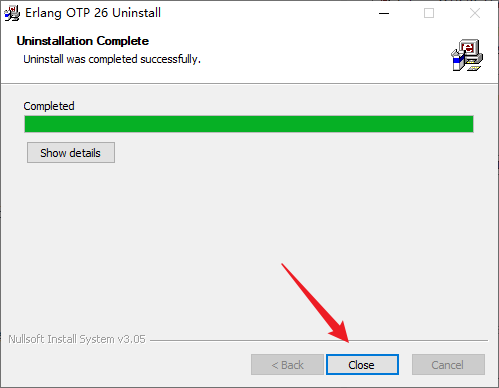 Erlang OTP 26 Uninstall
Uninstallation Complete
Uninstall was completed successfully.
Completed
Show details
Nullsoft Install System v3.05
< Back
Close
Cancel